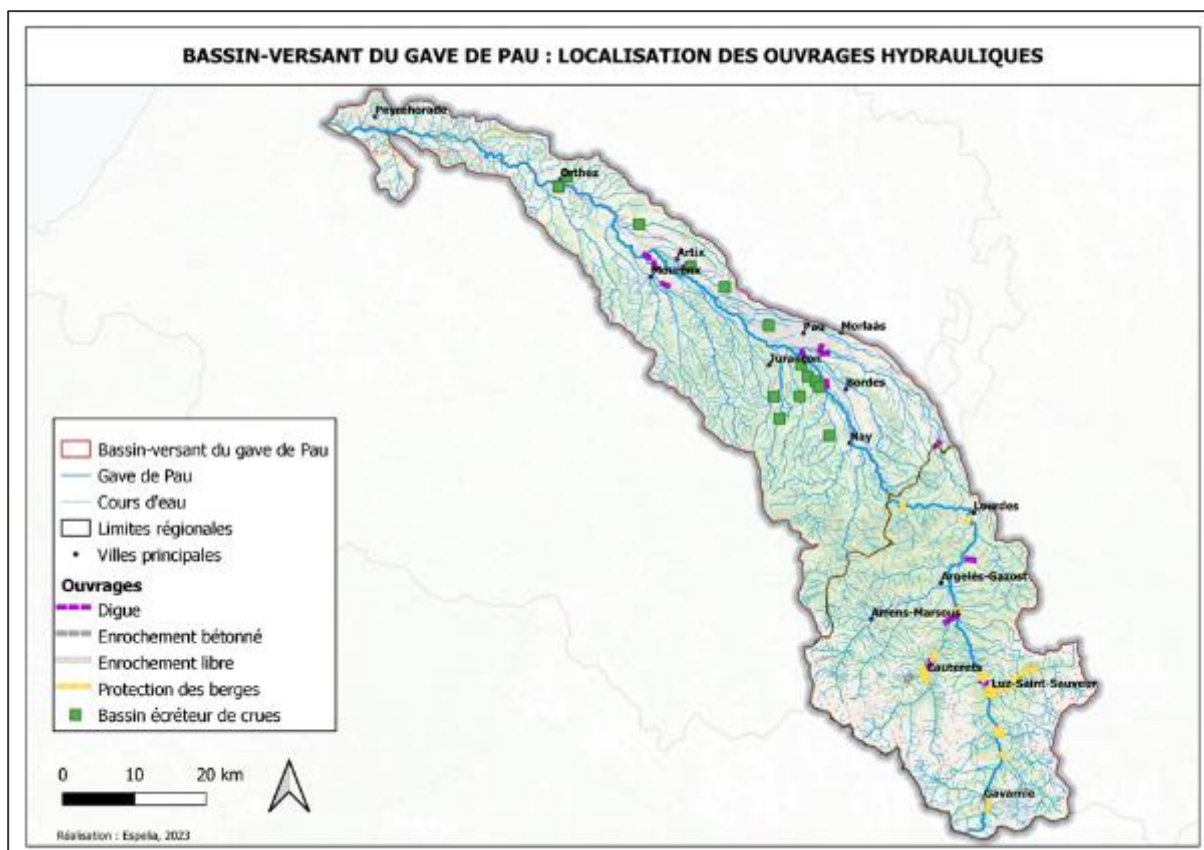 BASSIN-VERSANT DU GAVE DE PAU : LOCALISATION DES OUVRAGES HYDRAULIQUES
Peyrehorade
Orthez
Artix
Mourenx
Pau
Morlaàs
Jurançon
Bordes
Nay
Lourdes
Argelès-Gazost
Arrens-Marsous
Cauterets
Luz-Saint-Sauveur
Gavarnie
Bassin-versant du gave de Pau
Gave de Pau
Cours d'eau
Limites régionales
Villes principales
Ouvrages
Digue
Enrochement bétonné
Enrochement libre
Protection des berges
Bassin écrêteur de crues
0 10 20 km
Réalisation : Espelia, 2023